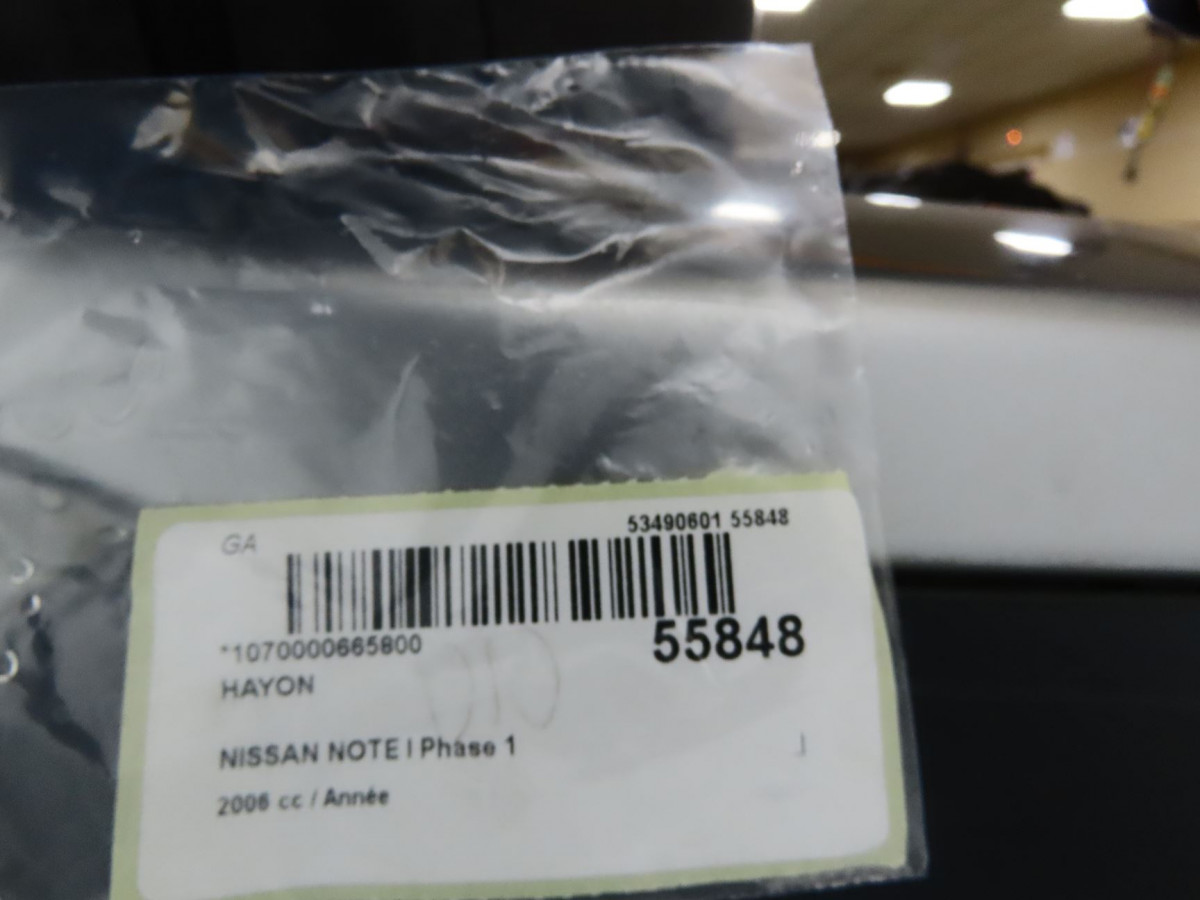 53490601 55848
GA
*1070000665800
55848
HAYON
NISSAN NOTE I Phase 1
2006 cc / Année